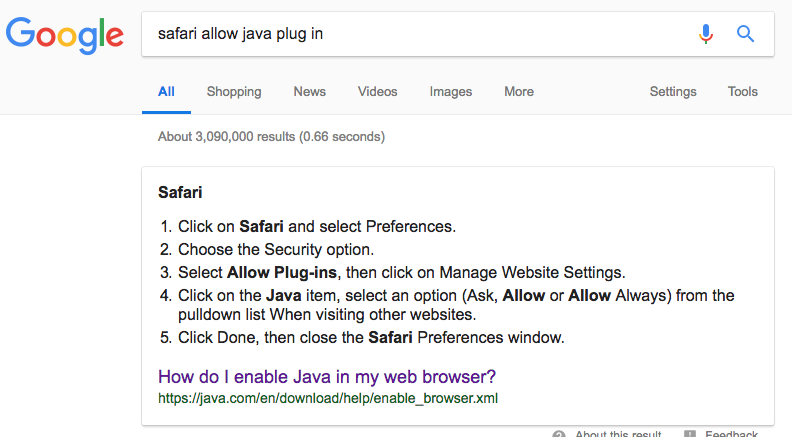 Google
safari allow java plug in
All Shopping News Videos Images More Settings Tools
About 3,090,000 results (0.66 seconds)
Safari
1. Click on Safari and select Preferences.
2. Choose the Security option.
3. Select Allow Plug-ins, then click on Manage Website Settings.
4. Click on the Java item, select an option (Ask, Allow or Allow Always) from the
pulldown list When visiting other websites.
5. Click Done, then close the Safari Preferences window.
How do I enable Java in my web browser?
https://java.com/en/download/help/enable_browser.xml
About this result Feedback